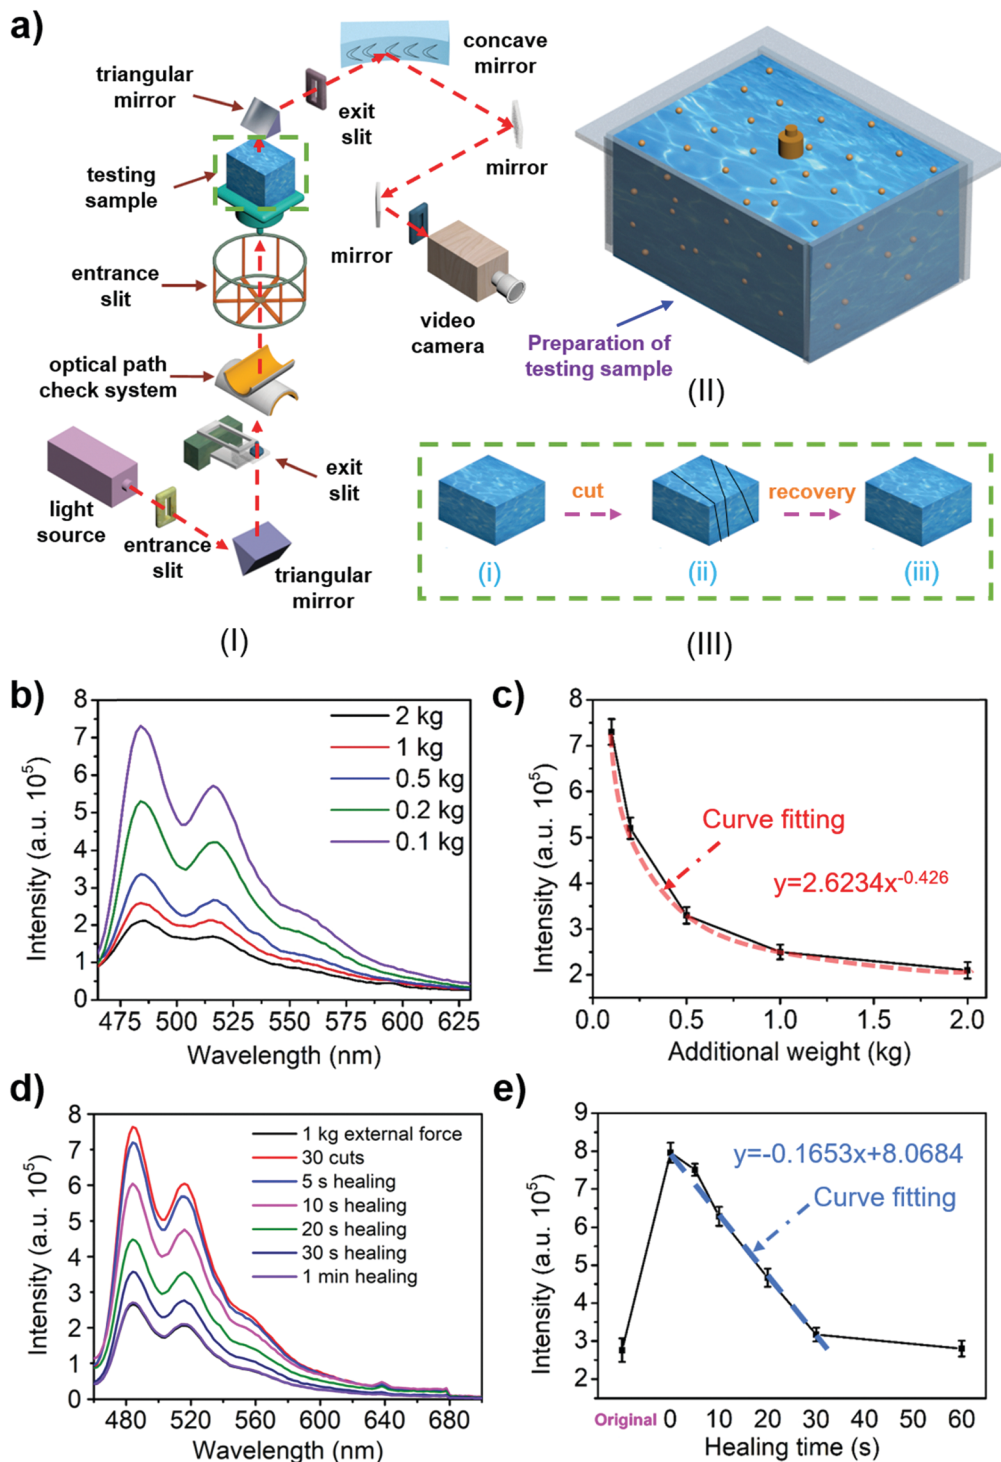 a)
triangular
mirror
exit
slit
concave
mirror
mirror
testing
sample
mirror
entrance
slit
video
camera
optical path
check system
exit
slit
light
source
entrance
slit
triangular
mirror
(I)
Preparation of
testing sample
(II)
cut
recovery
(i)
(ii)
(iii)
(III)
b)
8
7
6
5
4
3
2
1
0
Intensity (a.u. 10⁵)
2 kg
1 kg
0.5 kg
0.2 kg
0.1 kg
475 500 525 550 575 600 625
Wavelength (nm)
c)
8
7
6
5
4
3
2
Intensity (a.u. 10⁵)
Curve fitting
y=2.6234x⁻⁰·⁴²⁶
0.0 0.5 1.0 1.5 2.0
Additional weight (kg)
d)
8
7
6
5
4
3
2
1
0
Intensity (a.u. 10⁵)
1 kg external force
30 cuts
5 s healing
10 s healing
20 s healing
30 s healing
1 min healing
480 520 560 600 640 680
Wavelength (nm)
e)
9
8
7
6
5
4
3
2
Intensity (a.u. 10⁵)
y=-0.1653x+8.0684
Curve fitting
Original 0 10 20 30 40 50 60
Healing time (s)